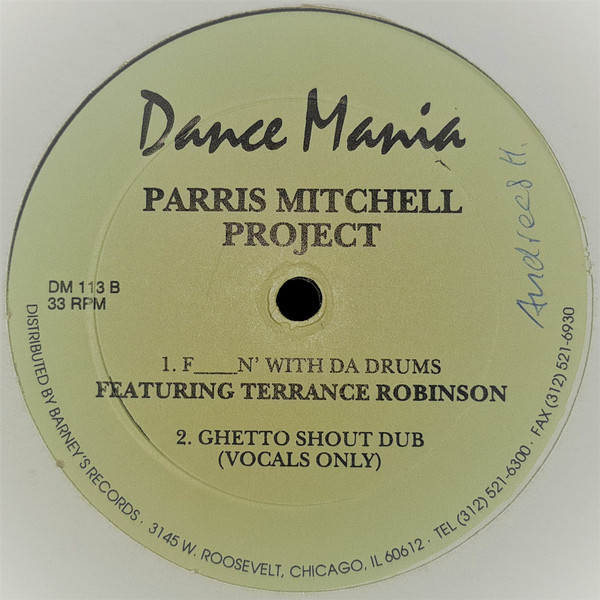 Dance Mania
PARRIS MITCHELL
PROJECT
DM 113 B
33 RPM
1. F____N' WITH DA DRUMS
FEATURING TERRANCE ROBINSON
2. GHETTO SHOUT DUB
(VOCALS ONLY)
DISTRIBUTED BY BARNEY'S RECORDS · 3145 W. ROOSEVELT, CHICAGO, IL 60612 · TEL (312) 521-6300 · FAX (312) 521-6930
Andreas H.